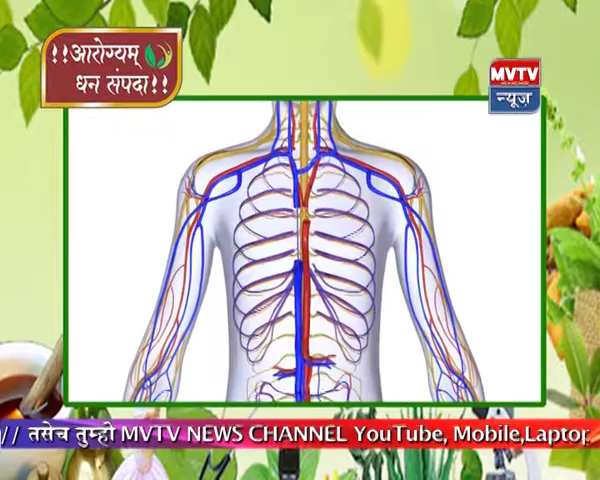 !!आरोग्यम्
धन संपदा!!
MVTV
न्यूज़
// तसेच तुम्ही MVTV NEWS CHANNEL YouTube, Mobile,Laptop,